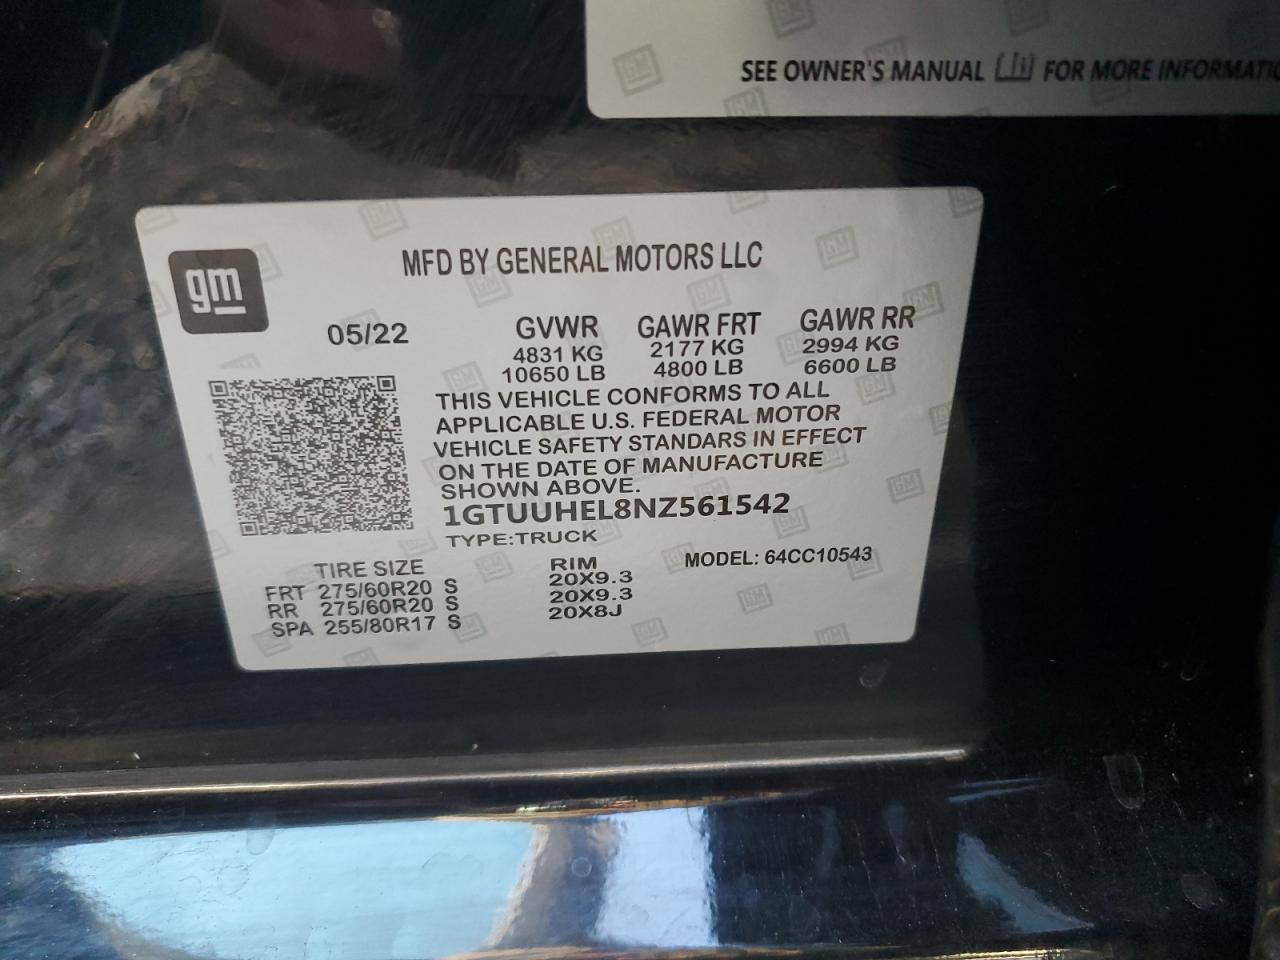 SEE OWNER'S MANUAL FOR MORE INFORMATIO
gm
MFD BY GENERAL MOTORS LLC
05/22
GVWR GAWR FRT GAWR RR
4831 KG 2177 KG 2994 KG
10650 LB 4800 LB 6600 LB
THIS VEHICLE CONFORMS TO ALL
APPLICABLE U.S. FEDERAL MOTOR
VEHICLE SAFETY STANDARS IN EFFECT
ON THE DATE OF MANUFACTURE
SHOWN ABOVE.
1GTUUHEL8NZ561542
TYPE:TRUCK
MODEL: 64CC10543
TIRE SIZE RIM
FRT 275/60R20 S 20X9.3
RR 275/60R20 S 20X9.3
SPA 255/80R17 S 20X8J